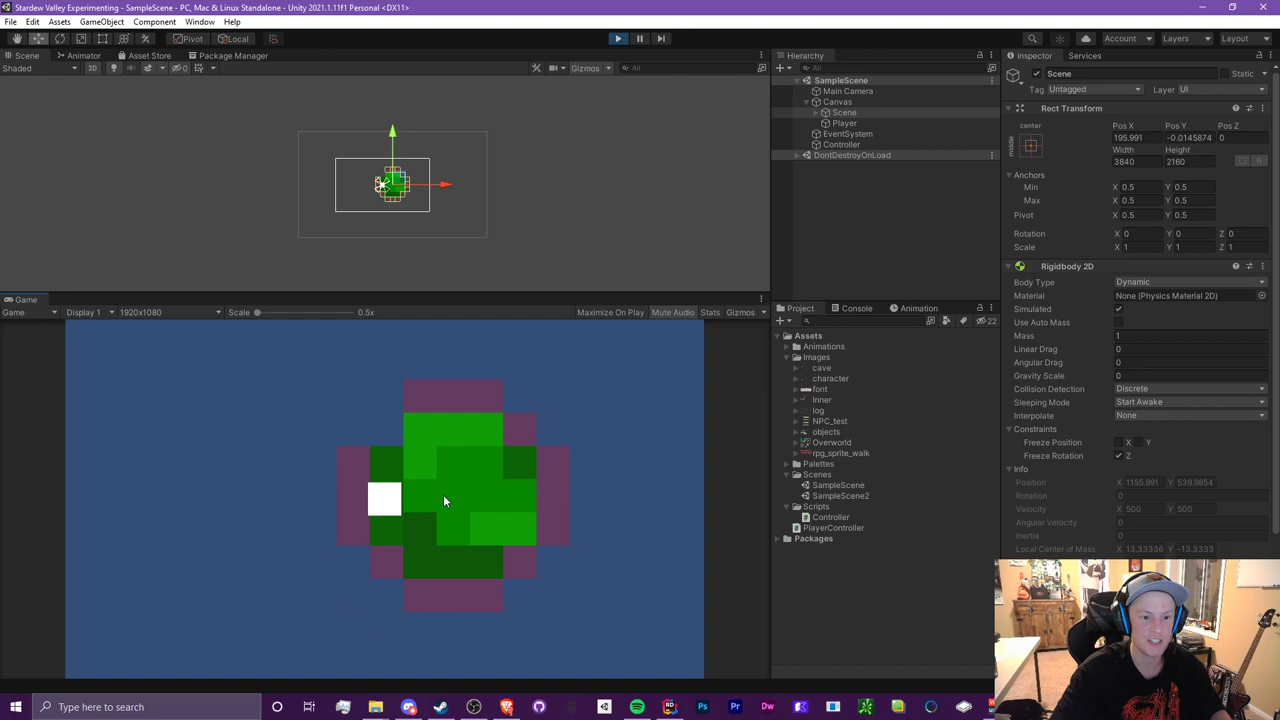 Stardew Valley Experimenting - SampleScene - PC, Mac & Linux Standalone - Unity 2021.1.11f1 Personal <DX11>
File Edit Assets GameObject Component Window Help
Pivot Local Account Layers Layout
Scene Animator Asset Store Package Manager
Shaded 2D 0 Gizmos All
Hierarchy
All
SampleScene
Main Camera
Canvas
Scene
Player
EventSystem
Controller
DontDestroyOnLoad
Inspector Services
Scene Static
Tag Untagged Layer UI
Rect Transform
center Pos X Pos Y Pos Z
middle 195.991 -0.0145874 0
Width Height
3840 2160 R
Anchors
Min X 0.5 Y 0.5
Max X 0.5 Y 0.5
Pivot X 0.5 Y 0.5
Rotation X 0 Y 0 Z 0
Scale X 1 Y 1 Z 1
Rigidbody 2D
Body Type Dynamic
Material None (Physics Material 2D)
Simulated
Use Auto Mass
Mass 1
Linear Drag 0
Angular Drag 0
Gravity Scale 0
Collision Detection Discrete
Sleeping Mode Start Awake
Interpolate None
Constraints
Freeze Position X Y
Freeze Rotation Z
Info
Position X 1155.991 Y 539.9854
Rotation 0
Velocity X 500 Y 500
Angular Velocity 0
Inertia 0
Local Center of Mass X 13.33336 Y -13.3333
Game
Game Display 1 1920x1080 Scale 0.5x Maximize On Play Mute Audio Stats Gizmos
Project Console Animation
22
Assets
Animations
Images
cave
character
font
Inner
log
NPC_test
objects
Overworld
rpg_sprite_walk
Palettes
Scenes
SampleScene
SampleScene2
Scripts
Controller
PlayerController
Packages
Type here to search
RD Ps Pr Dw